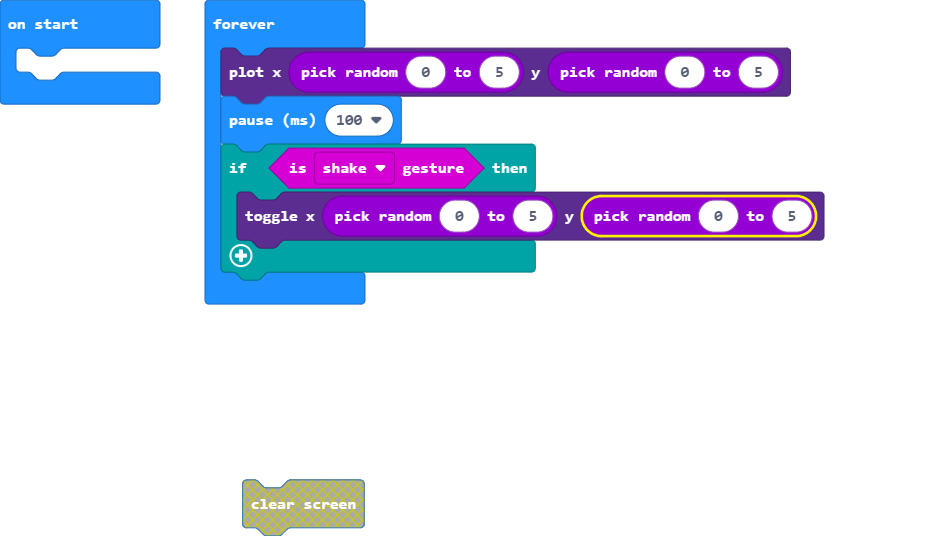 on start
forever
plot x pick random 0 to 5 y pick random 0 to 5
pause (ms) 100
if is shake gesture then
toggle x pick random 0 to 5 y pick random 0 to 5
clear screen